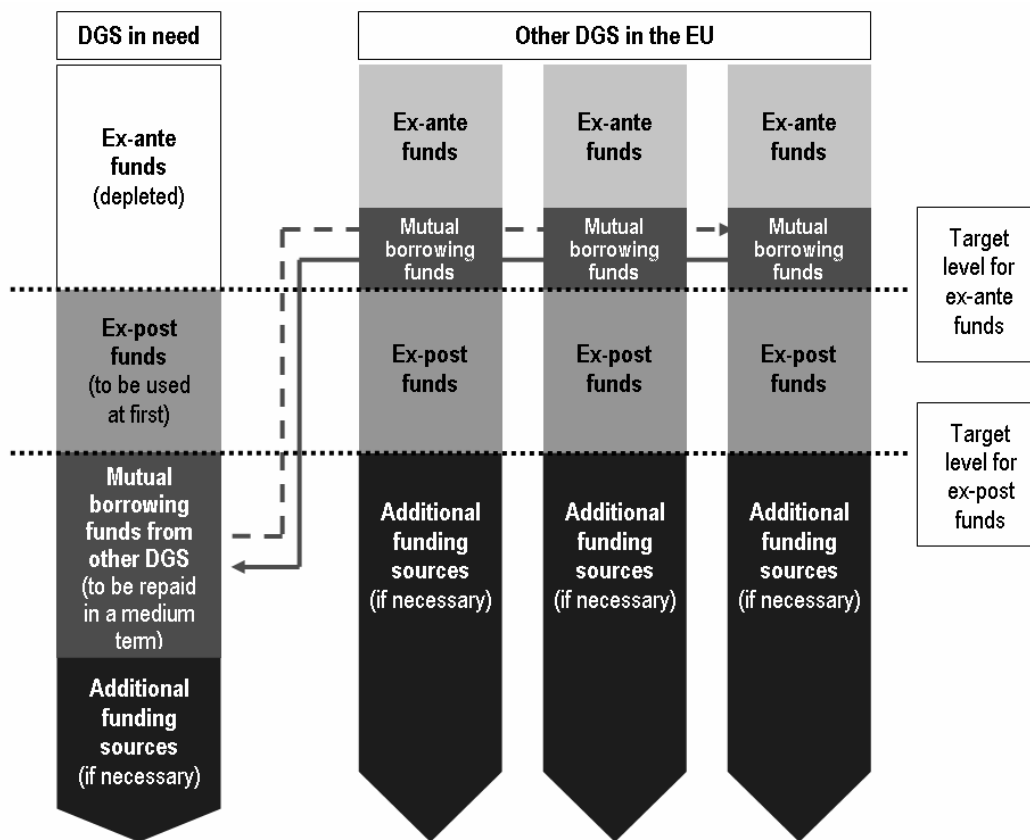 DGS in need
Ex-ante
funds
(depleted)
Ex-post
funds
(to be used
at first)
Mutual
borrowing
funds from
other DGS
(to be repaid
in a medium
term)
Additional
funding
sources
(if necessary)
Other DGS in the EU
Ex-ante
funds
Mutual
borrowing
funds
Ex-post
funds
Additional
funding
sources
(if necessary)
Ex-ante
funds
Mutual
borrowing
funds
Ex-post
funds
Additional
funding
sources
(if necessary)
Ex-ante
funds
Mutual
borrowing
funds
Ex-post
funds
Additional
funding
sources
(if necessary)
Target
level for
ex-ante
funds
Target
level for
ex-post
funds